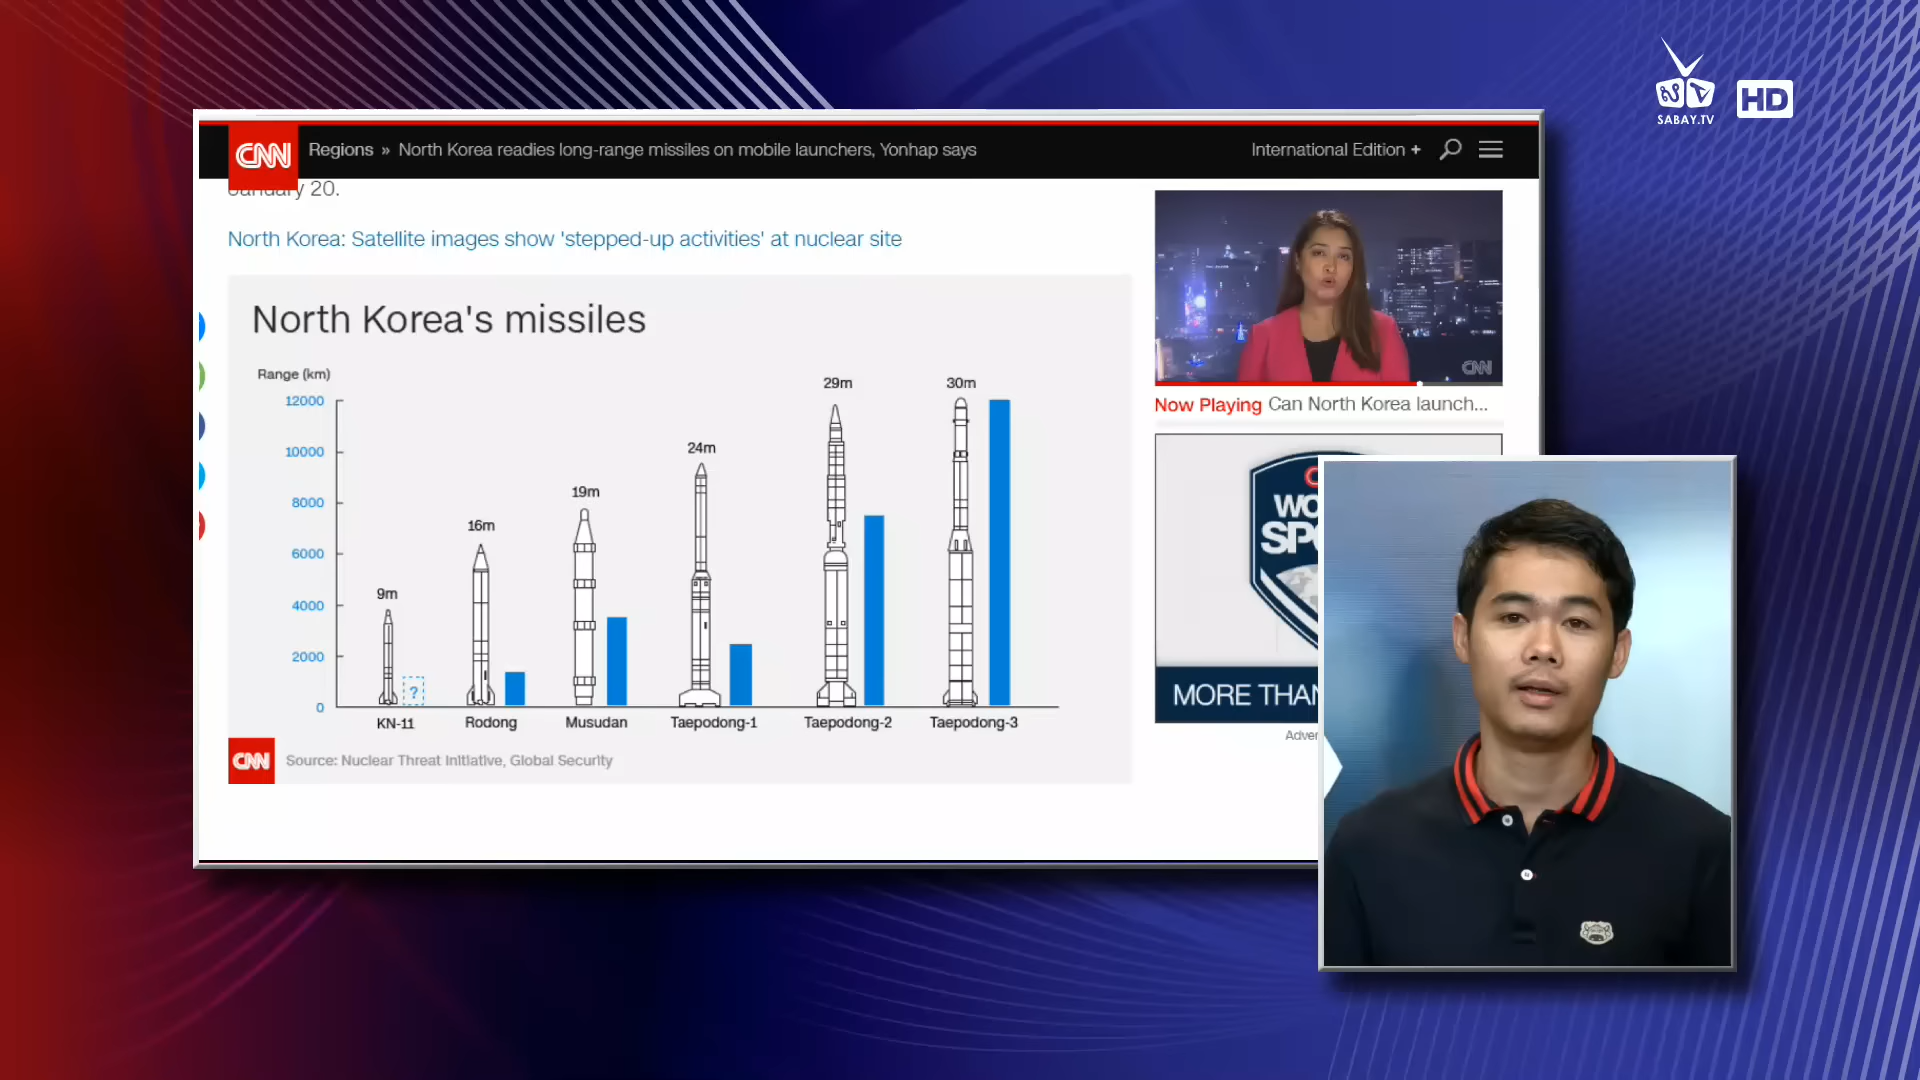 SABAY.TV
HD
CNN
Regions » North Korea readies long-range missiles on mobile launchers, Yonhap says
International Edition +
January 20.
North Korea: Satellite images show 'stepped-up activities' at nuclear site
North Korea's missiles
Range (km)
12000
10000
8000
6000
4000
2000
0
9m
16m
19m
24m
29m
30m
?
KN-11
Rodong
Musudan
Taepodong-1
Taepodong-2
Taepodong-3
CNN
Source: Nuclear Threat Initiative, Global Security
CNN
Now Playing Can North Korea launch...
MORE THAN